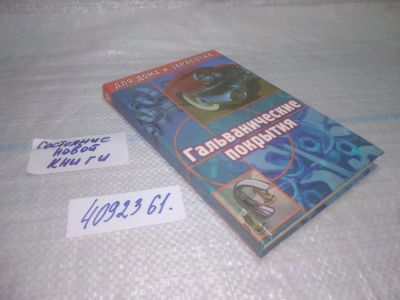 ДЛЯ ДОМА И ЗАРАБОТКА
Гальванические
покрытия
Состояние
новой
книги
4092361.